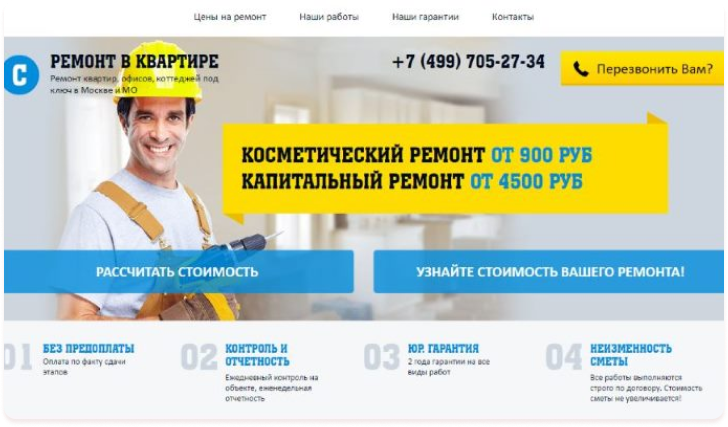 Цены на ремонт Наши работы Наши гарантии Контакты
С
РЕМОНТ В КВАРТИРЕ
Ремонт квартир, офисов, коттеджей под
ключ в Москве и МО
+7 (499) 705-27-34
Перезвонить Вам?
КОСМЕТИЧЕСКИЙ РЕМОНТ ОТ 900 РУБ
КАПИТАЛЬНЫЙ РЕМОНТ ОТ 4500 РУБ
РАССЧИТАТЬ СТОИМОСТЬ
УЗНАЙТЕ СТОИМОСТЬ ВАШЕГО РЕМОНТА!
01
БЕЗ ПРЕДОПЛАТЫ
Оплата по факту сдачи
этапов
02
КОНТРОЛЬ И
ОТЧЕТНОСТЬ
Ежедневный контроль на
объекте, еженедельная
отчетность
03
ЮР. ГАРАНТИЯ
2 года гарантии на все
виды работ
04
НЕИЗМЕННОСТЬ
СМЕТЫ
Все работы выполняются
строго по договору. Стоимость
сметы не увеличивается!